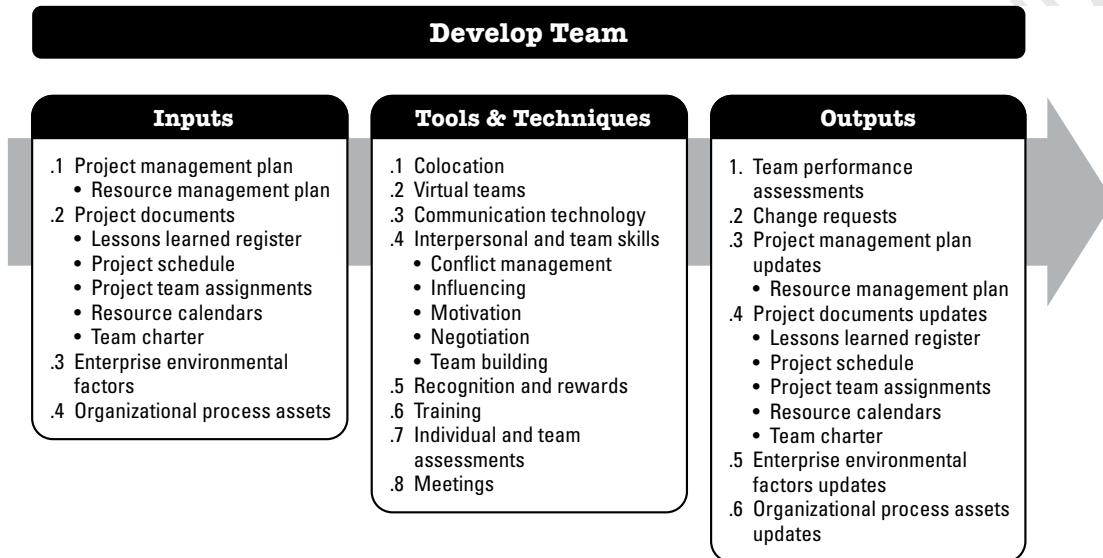 Develop Team
Inputs
.1 Project management plan
• Resource management plan
.2 Project documents
• Lessons learned register
• Project schedule
• Project team assignments
• Resource calendars
• Team charter
.3 Enterprise environmental
factors
.4 Organizational process assets
Tools & Techniques
.1 Colocation
.2 Virtual teams
.3 Communication technology
.4 Interpersonal and team skills
• Conflict management
• Influencing
• Motivation
• Negotiation
• Team building
.5 Recognition and rewards
.6 Training
.7 Individual and team
assessments
.8 Meetings
Outputs
1. Team performance
assessments
.2 Change requests
.3 Project management plan
updates
• Resource management plan
.4 Project documents updates
• Lessons learned register
• Project schedule
• Project team assignments
• Resource calendars
• Team charter
.5 Enterprise environmental
factors updates
.6 Organizational process assets
updates